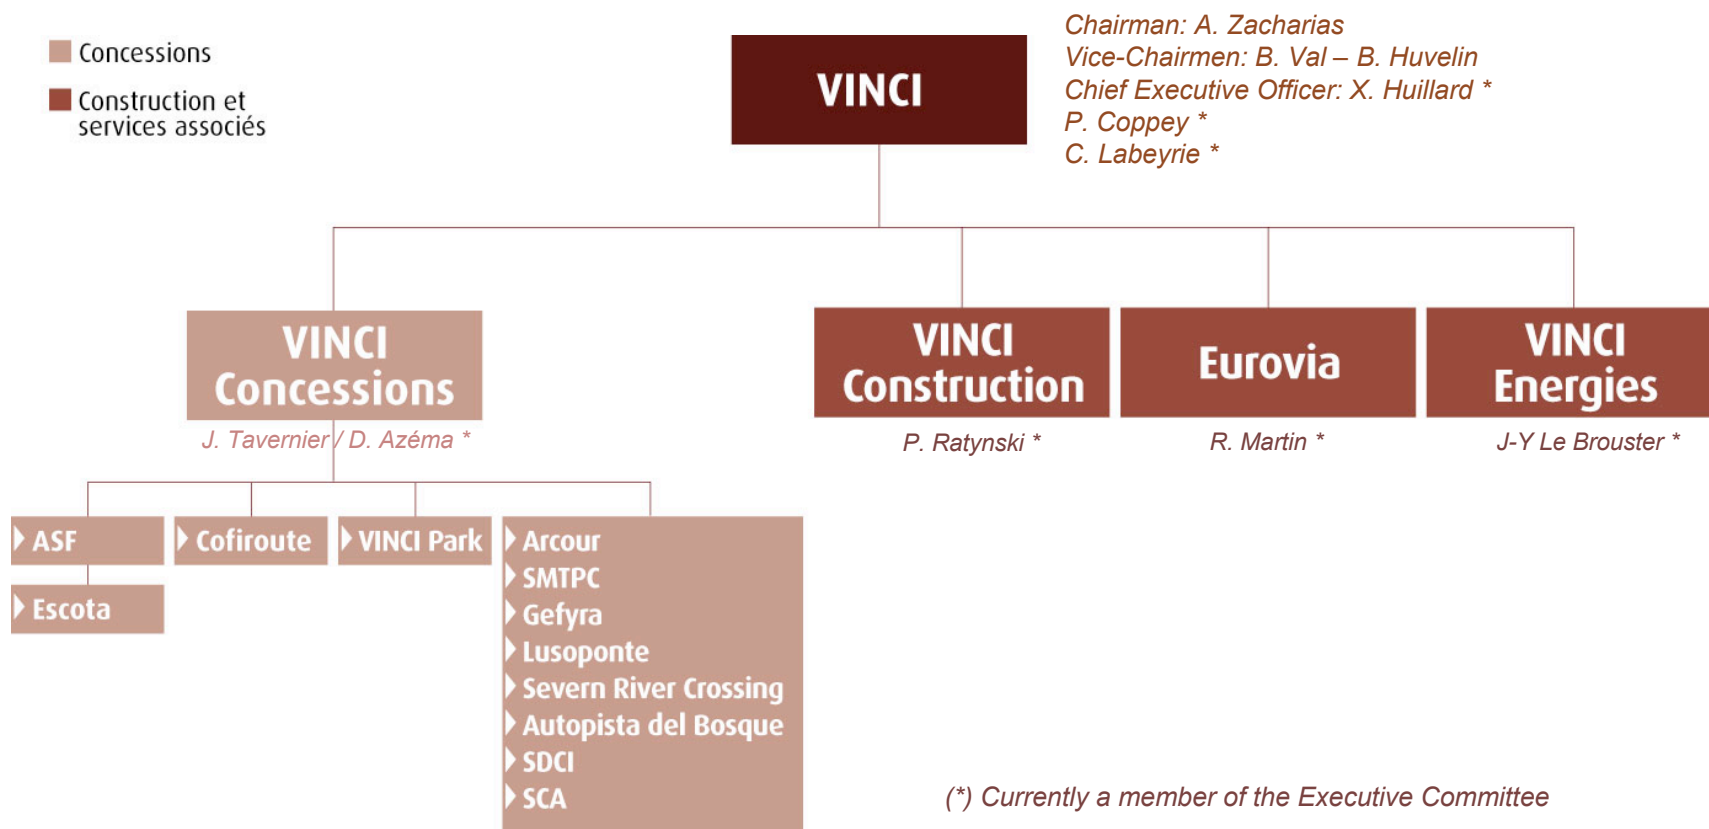 Concessions
Construction et
services associés
VINCI
Chairman: A. Zacharias
Vice-Chairmen: B. Val – B. Huvelin
Chief Executive Officer: X. Huillard *
P. Coppey *
C. Labeyrie *
VINCI
Concessions
J. Tavernier / D. Azéma *
VINCI
Construction
P. Ratynski *
Eurovia
R. Martin *
VINCI
Energies
J-Y Le Brouster *
ASF
Escota
Cofiroute
VINCI Park
Arcour
SMTPC
Gefyra
Lusoponte
Severn River Crossing
Autopista del Bosque
SDCI
SCA
(*) Currently a member of the Executive Committee